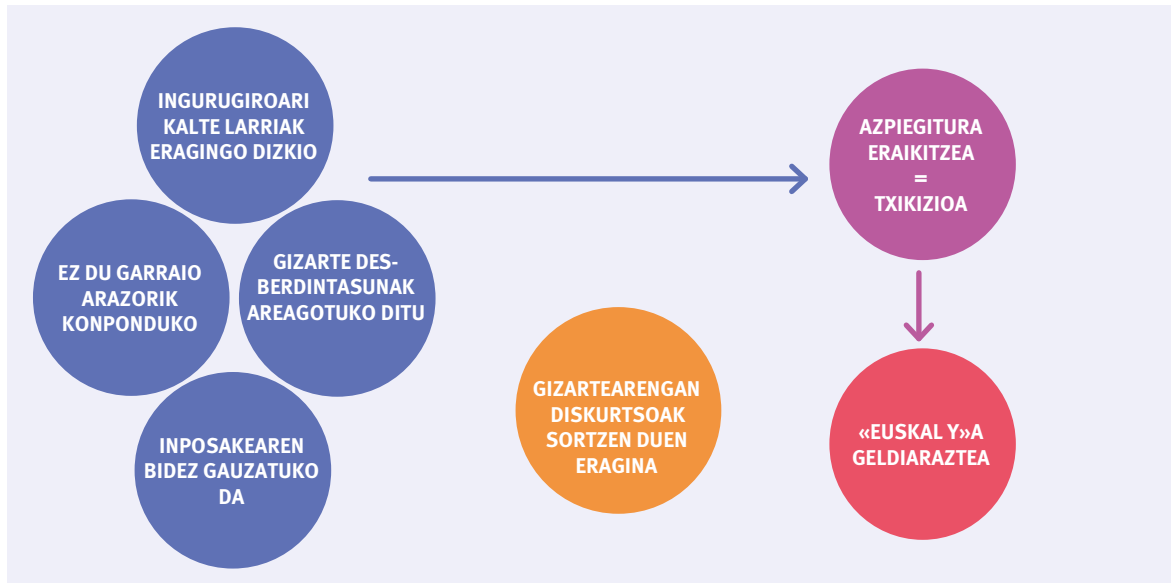 INGURUGIROARI
KALTE LARRIAK
ERAGINGO DIZKIO
EZ DU GARRAIO
ARAZORIK
KONPONDUKO
GIZARTE DES-
BERDINTASUNAK
AREAGOTUKO DITU
INPOSAKEAREN
BIDEZ GAUZATUKO
DA
GIZARTEARENGAN
DISKURTSOAK
SORTZEN DUEN
ERAGINA
AZPIEGITURA
ERAIKITZEA
=
TXIKIZIOA
«EUSKAL Y»A
GELDIARAZTEA